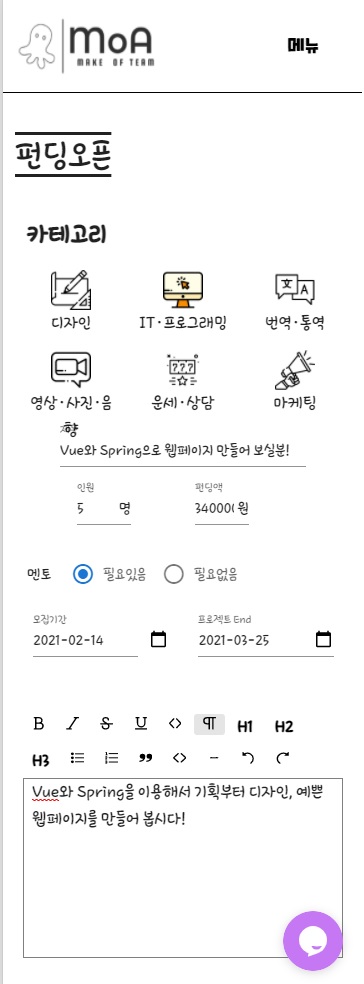 MoA
MAKE OF TEAM
메뉴
펀딩오픈
카테고리
디자인 IT·프로그래밍 번역·통역
영상·사진·음향 운세·상담 마케팅
Vue와 Spring으로 웹페이지 만들어 보실분!
인원 펀딩액
5 명 34000 원
멘토 필요있음 필요없음
모집기간 프로젝트 End
2021-02-14 2021-03-25
B I S U <> ¶ H1 H2
H3
Vue와 Spring을 이용해서 기획부터 디자인, 예쁜
웹페이지를 만들어 봅시다!